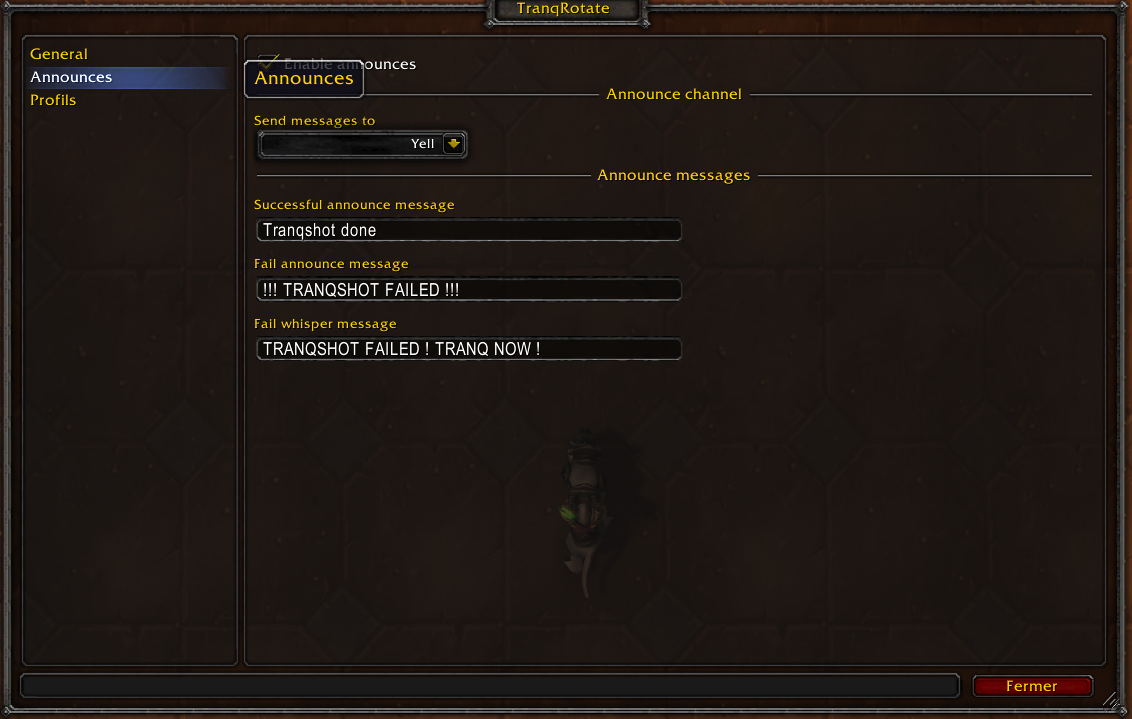 TranqRotate
General
Announces
Profils
Enable announces
Announces
Announce channel
Send messages to
Yell
Announce messages
Successful announce message
Tranqshot done
Fail announce message
!!! TRANQSHOT FAILED !!!
Fail whisper message
TRANQSHOT FAILED ! TRANQ NOW !
Fermer